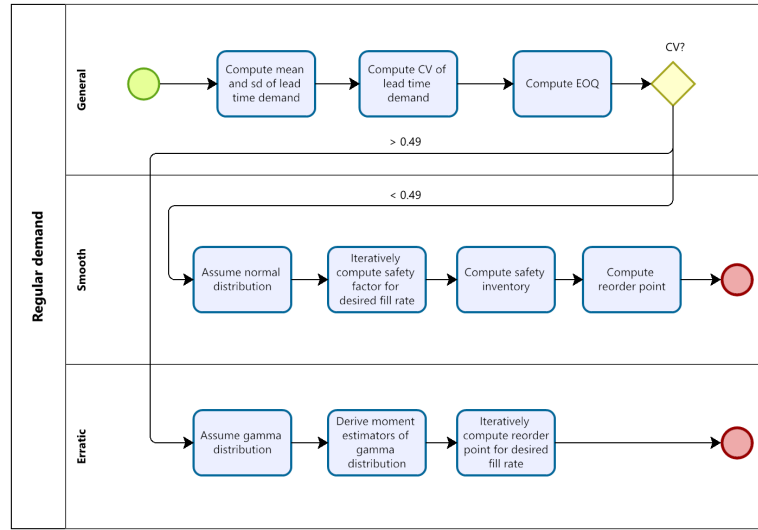 Regular demand
General
Compute mean
and sd of lead
time demand
Compute CV of
lead time
demand
Compute EOQ
CV?
> 0.49
< 0.49
Smooth
Assume normal
distribution
Iteratively
compute safety
factor for
desired fill rate
Compute safety
inventory
Compute
reorder point
Erratic
Assume gamma
distribution
Derive moment
estimators of
gamma
distribution
Iteratively
compute reorder
point for desired
fill rate